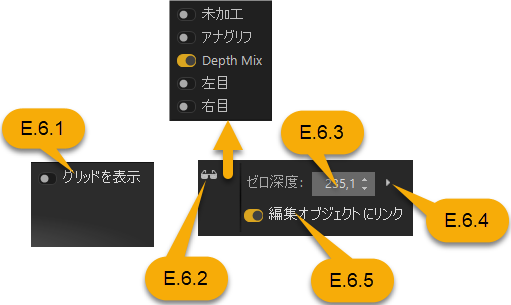 未加工
アナグリフ
Depth Mix
左目
右目
E.6.1
E.6.3
グリッドを表示
ゼロ深度:
235,1
E.6.4
編集オブジェクトにリンク
E.6.2
E.6.5